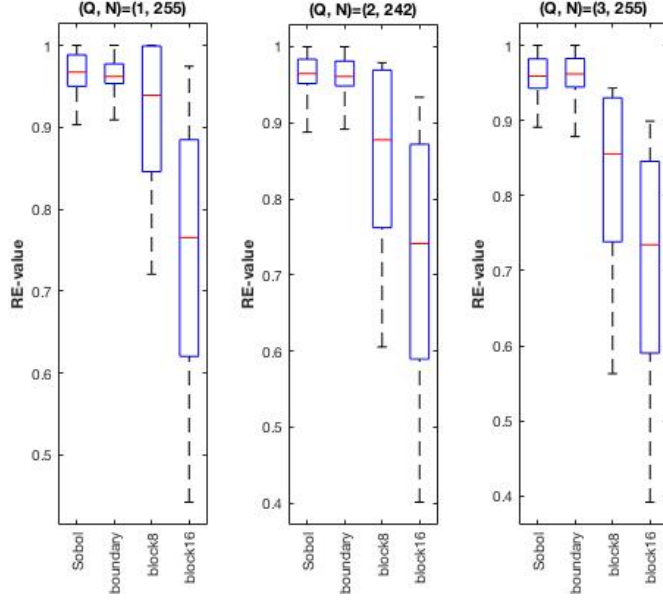 (Q, N)=(1, 255)
RE-value
1
0.9
0.8
0.7
0.6
0.5
Sobol
boundary
block8
block16
(Q, N)=(2, 242)
RE-value
1
0.9
0.8
0.7
0.6
0.5
0.4
Sobol
boundary
block8
block16
(Q, N)=(3, 255)
RE-value
1
0.9
0.8
0.7
0.6
0.5
0.4
Sobol
boundary
block8
block16